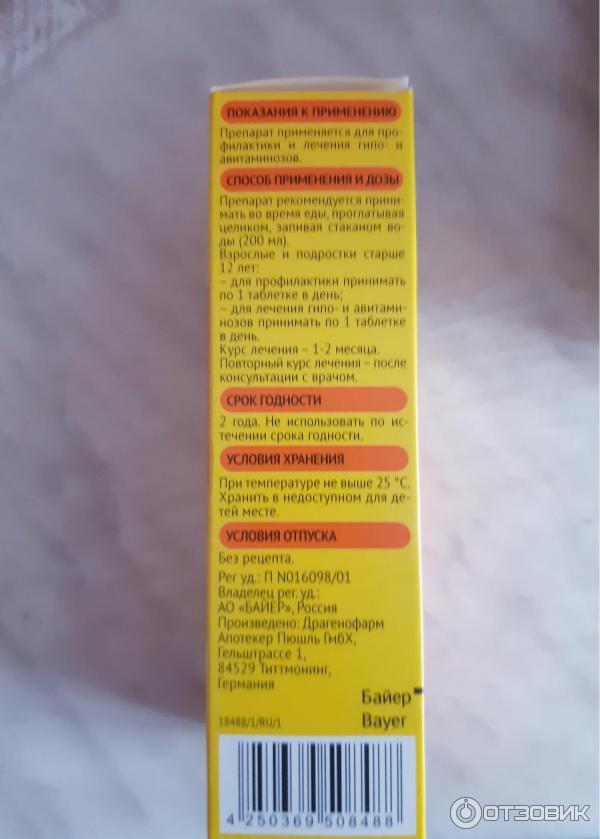 ПОКАЗАНИЯ К ПРИМЕНЕНИЮ
Препарат применяется для про-
филактики и лечения гипо- и
авитаминозов.
СПОСОБ ПРИМЕНЕНИЯ И ДОЗЫ
Препарат рекомендуется прини-
мать во время еды, проглатывая
целиком, запивая стаканом во-
ды (200 мл).
Взрослые и подростки старше
12 лет:
– для профилактики принимать
по 1 таблетке в день;
– для лечения гипо- и авитами-
нозов принимать по 1 таблетке
в день.
Курс лечения – 1-2 месяца.
Повторный курс лечения – после
консультации с врачом.
СРОК ГОДНОСТИ
2 года. Не использовать по ис-
течении срока годности.
УСЛОВИЯ ХРАНЕНИЯ
При температуре не выше 25 °С.
Хранить в недоступном для де-
тей месте.
УСЛОВИЯ ОТПУСКА
Без рецепта.
Рег уд.: П N016098/01
Владелец рег. уд.:
АО «БАЙЕР», Россия
Произведено: Драгенофарм
Апотекер Пюшль ГмбХ,
Гельштрассе 1,
84529 Титтмонинг,
Германия
Байер
Bayer
18488/1/RU/1
4 250369 508488
ОТЗОВИК